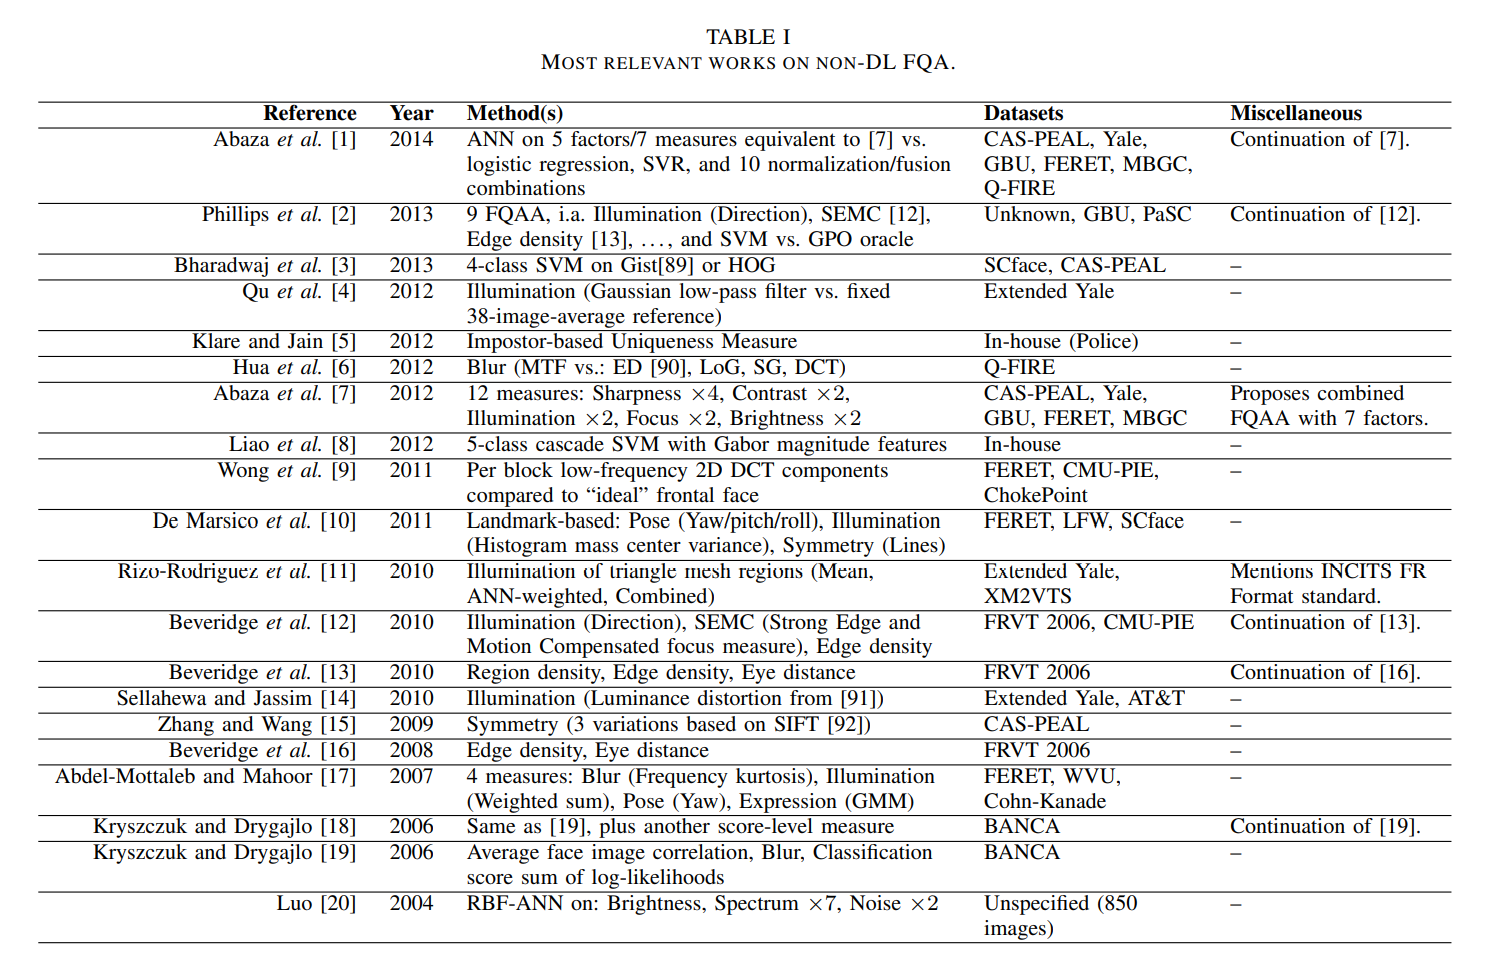 TABLE I
MOST RELEVANT WORKS ON NON-DL FQA.
Reference Year Method(s) Datasets Miscellaneous
Abaza et al. [1] 2014 ANN on 5 factors/7 measures equivalent to [7] vs. CAS-PEAL, Yale, Continuation of [7].
logistic regression, SVR, and 10 normalization/fusion GBU, FERET, MBGC,
combinations Q-FIRE
Phillips et al. [2] 2013 9 FQAA, i.a. Illumination (Direction), SEMC [12], Unknown, GBU, PaSC Continuation of [12].
Edge density [13], …, and SVM vs. GPO oracle
Bharadwaj et al. [3] 2013 4-class SVM on Gist[89] or HOG SCface, CAS-PEAL –
Qu et al. [4] 2012 Illumination (Gaussian low-pass filter vs. fixed Extended Yale –
38-image-average reference)
Klare and Jain [5] 2012 Impostor-based Uniqueness Measure In-house (Police) –
Hua et al. [6] 2012 Blur (MTF vs.: ED [90], LoG, SG, DCT) Q-FIRE –
Abaza et al. [7] 2012 12 measures: Sharpness ×4, Contrast ×2, CAS-PEAL, Yale, Proposes combined
Illumination ×2, Focus ×2, Brightness ×2 GBU, FERET, MBGC FQAA with 7 factors.
Liao et al. [8] 2012 5-class cascade SVM with Gabor magnitude features In-house –
Wong et al. [9] 2011 Per block low-frequency 2D DCT components FERET, CMU-PIE, –
compared to “ideal” frontal face ChokePoint
De Marsico et al. [10] 2011 Landmark-based: Pose (Yaw/pitch/roll), Illumination FERET, LFW, SCface –
(Histogram mass center variance), Symmetry (Lines)
Rizo-Rodriguez et al. [11] 2010 Illumination of triangle mesh regions (Mean, Extended Yale, Mentions INCITS FR
ANN-weighted, Combined) XM2VTS Format standard.
Beveridge et al. [12] 2010 Illumination (Direction), SEMC (Strong Edge and FRVT 2006, CMU-PIE Continuation of [13].
Motion Compensated focus measure), Edge density
Beveridge et al. [13] 2010 Region density, Edge density, Eye distance FRVT 2006 Continuation of [16].
Sellahewa and Jassim [14] 2010 Illumination (Luminance distortion from [91]) Extended Yale, AT&T –
Zhang and Wang [15] 2009 Symmetry (3 variations based on SIFT [92]) CAS-PEAL –
Beveridge et al. [16] 2008 Edge density, Eye distance FRVT 2006 –
Abdel-Mottaleb and Mahoor [17] 2007 4 measures: Blur (Frequency kurtosis), Illumination FERET, WVU, –
(Weighted sum), Pose (Yaw), Expression (GMM) Cohn-Kanade
Kryszczuk and Drygajlo [18] 2006 Same as [19], plus another score-level measure BANCA Continuation of [19].
Kryszczuk and Drygajlo [19] 2006 Average face image correlation, Blur, Classification BANCA –
score sum of log-likelihoods
Luo [20] 2004 RBF-ANN on: Brightness, Spectrum ×7, Noise ×2 Unspecified (850 –
images)